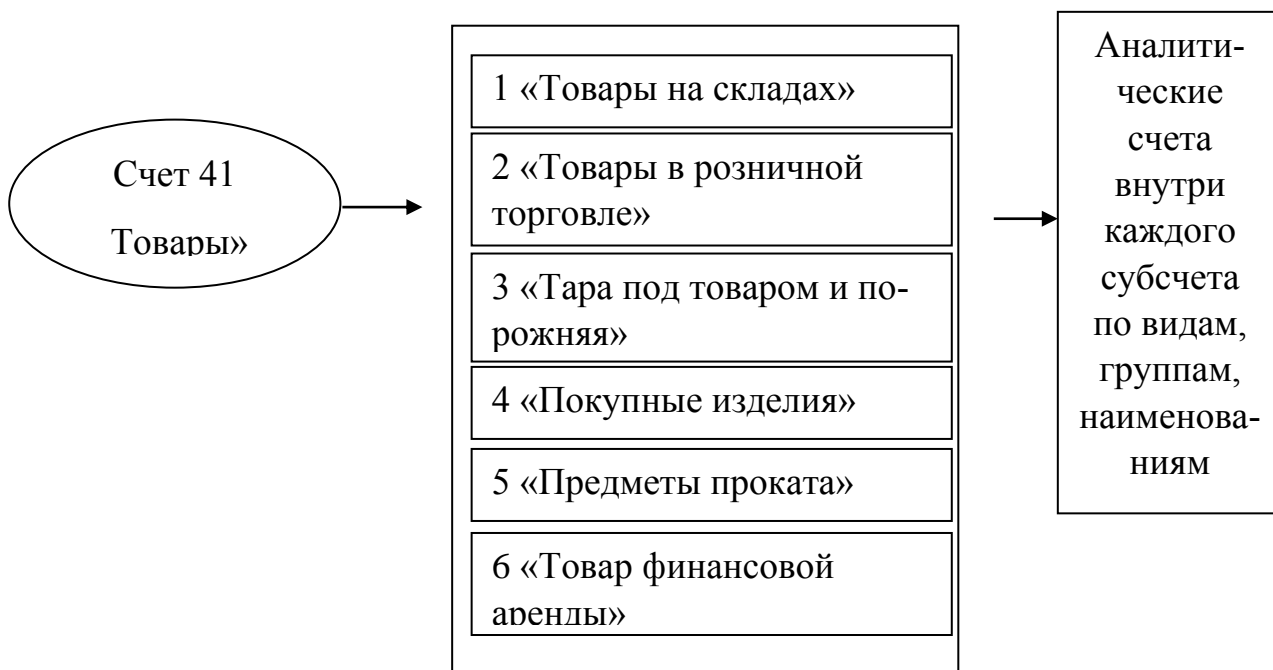 Счет 41
Товары»
1 «Товары на складах»
2 «Товары в розничной
торговле»
3 «Тара под товаром и по-
рожняя»
4 «Покупные изделия»
5 «Предметы проката»
6 «Товар финансовой
аренды»
Аналити-
ческие
счета
внутри
каждого
субсчета
по видам,
группам,
наименова-
ниям